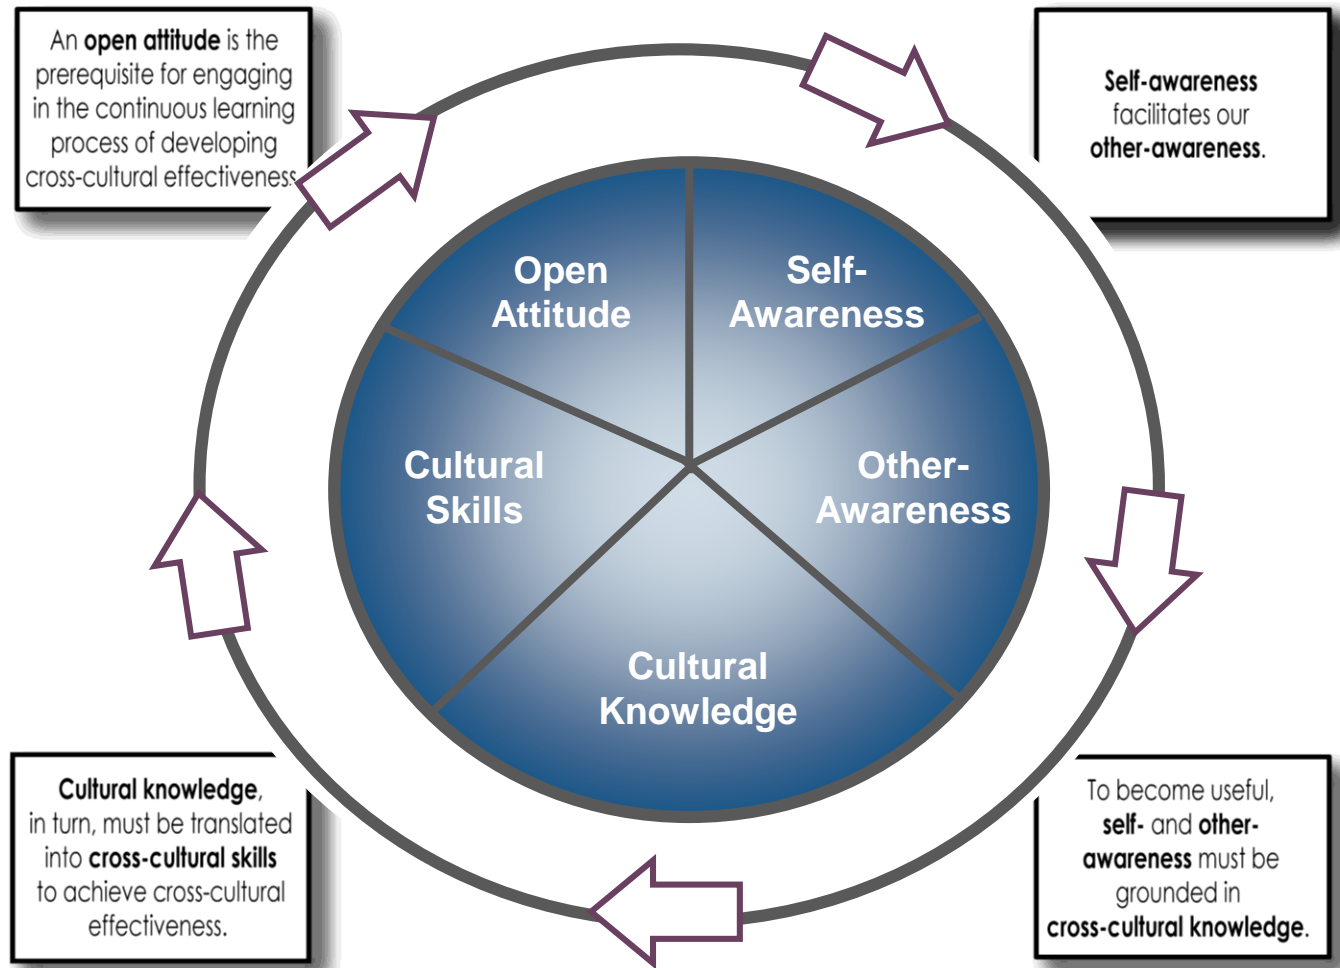 An open attitude is the
prerequisite for engaging
in the continuous learning
process of developing
cross-cultural effectiveness.
Self-awareness
facilitates our
other-awareness.
Open
Attitude
Self-
Awareness
Cultural
Skills
Other-
Awareness
Cultural
Knowledge
Cultural knowledge,
in turn, must be translated
into cross-cultural skills
to achieve cross-cultural
effectiveness.
To become useful,
self- and other-
awareness must be
grounded in
cross-cultural knowledge.